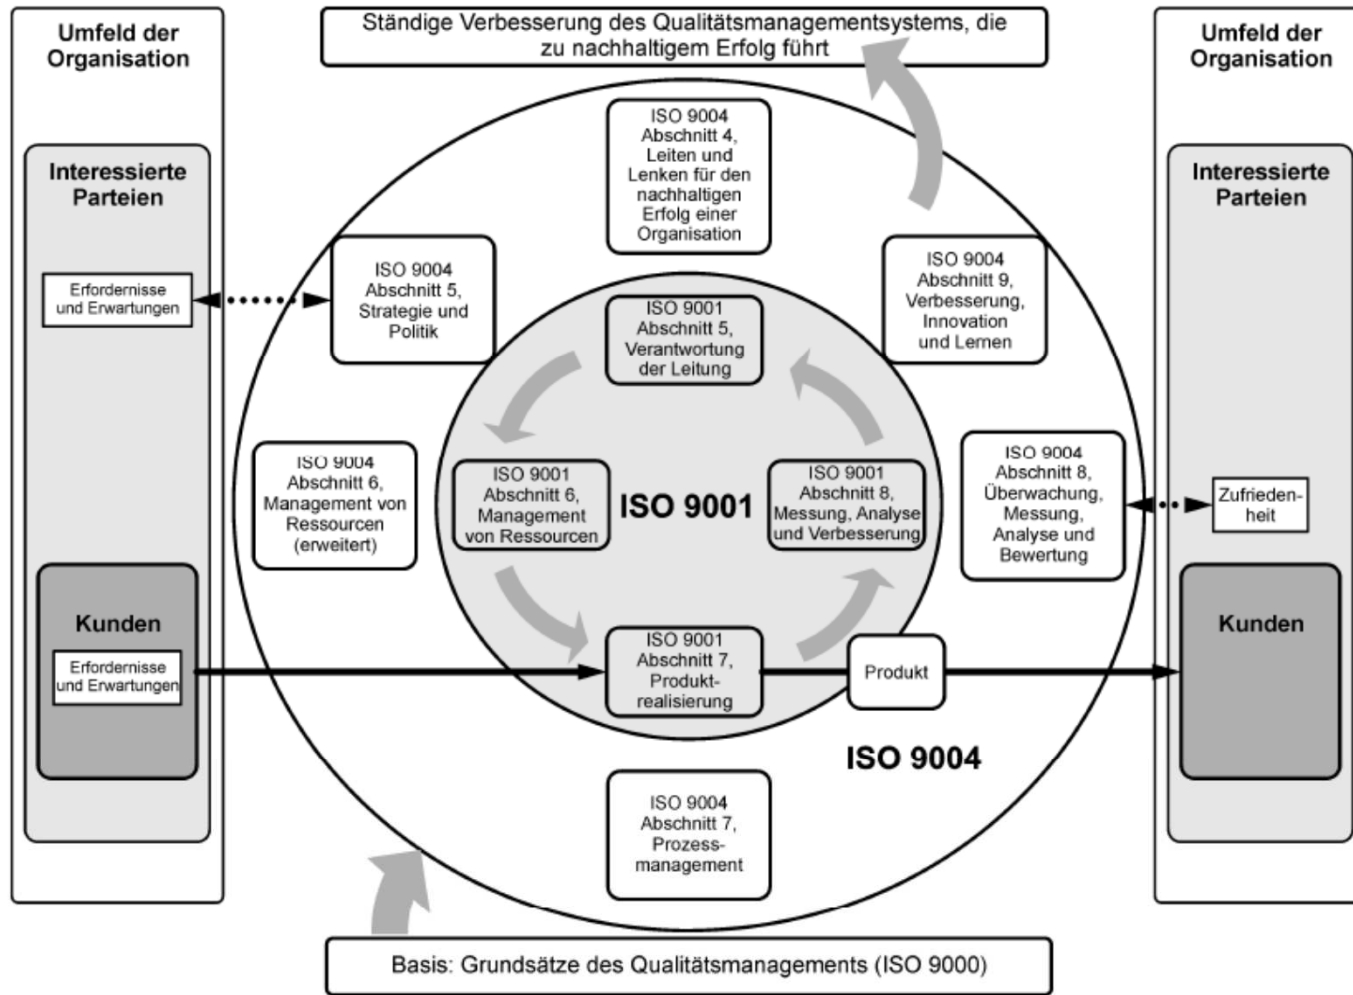 Ständige Verbesserung des Qualitätsmanagementsystems, die
zu nachhaltigem Erfolg führt
Umfeld der
Organisation
Interessierte
Parteien
Erfordernisse
und Erwartungen
Kunden
Erfordernisse
und Erwartungen
ISO 9004
Abschnitt 4,
Leiten und
Lenken für den
nachhaltigen
Erfolg einer
Organisation
ISO 9004
Abschnitt 5,
Strategie und
Politik
ISO 9004
Abschnitt 9,
Verbesserung,
Innovation
und Lernen
ISO 9001
Abschnitt 5,
Verantwortung
der Leitung
ISO 9004
Abschnitt 6,
Management von
Ressourcen
(erweitert)
ISO 9001
Abschnitt 6,
Management
von Ressourcen
ISO 9001
ISO 9001
Abschnitt 8,
Messung, Analyse
und Verbesserung
ISO 9004
Abschnitt 8,
Überwachung,
Messung,
Analyse und
Bewertung
ISO 9001
Abschnitt 7,
Produkt-
realisierung
Produkt
ISO 9004
ISO 9004
Abschnitt 7,
Prozess-
management
Umfeld der
Organisation
Interessierte
Parteien
Zufrieden-
heit
Kunden
Basis: Grundsätze des Qualitätsmanagements (ISO 9000)